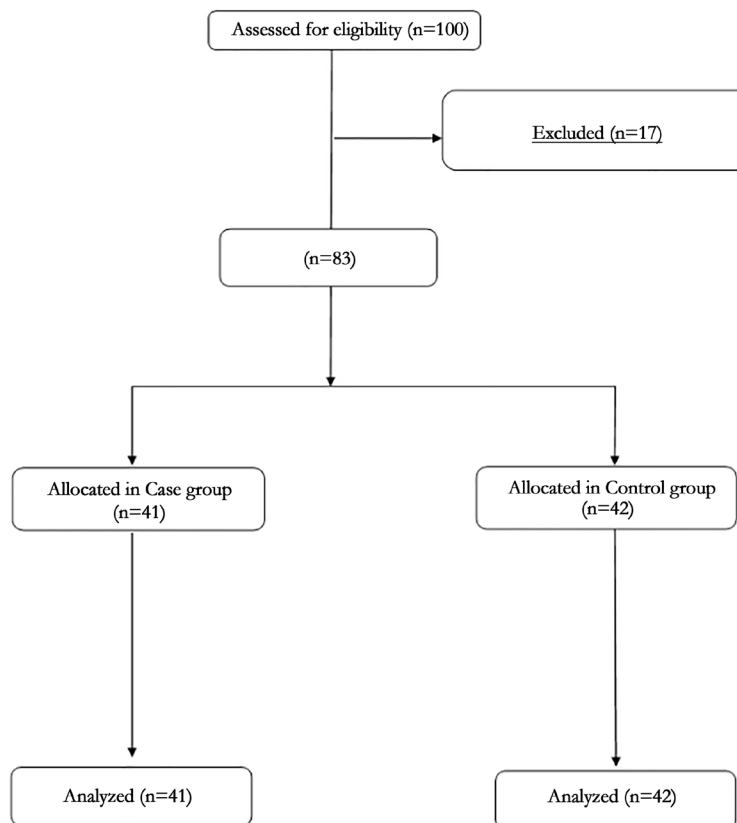 Assessed for eligibility (n=100)
Excluded (n=17)
(n=83)
Allocated in Case group
(n=41)
Allocated in Control group
(n=42)
Analyzed (n=41)
Analyzed (n=42)